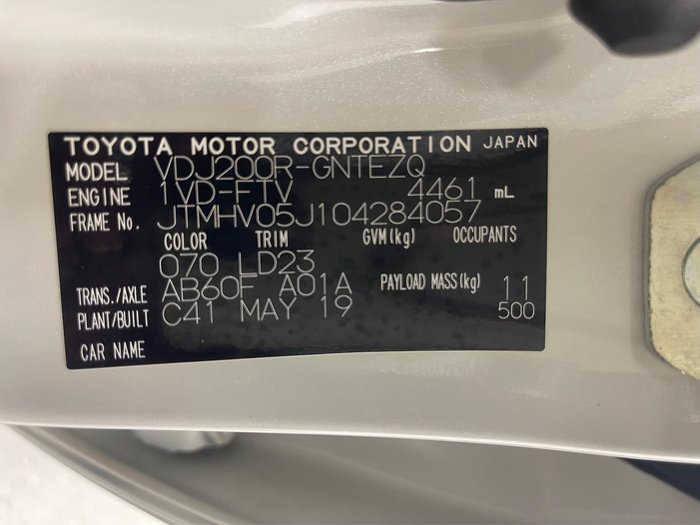 TOYOTA MOTOR CORPORATION JAPAN
MODEL VDJ200R-GNTEZQ
ENGINE 1VD-FTV 4461 mL
FRAME No. JTMHV05J104284057
COLOR TRIM GVM(kg) OCCUPANTS
070 LD23
TRANS./AXLE AB60F A01A PAYLOAD MASS(kg) 11
PLANT/BUILT C41 MAY 19 500
CAR NAME